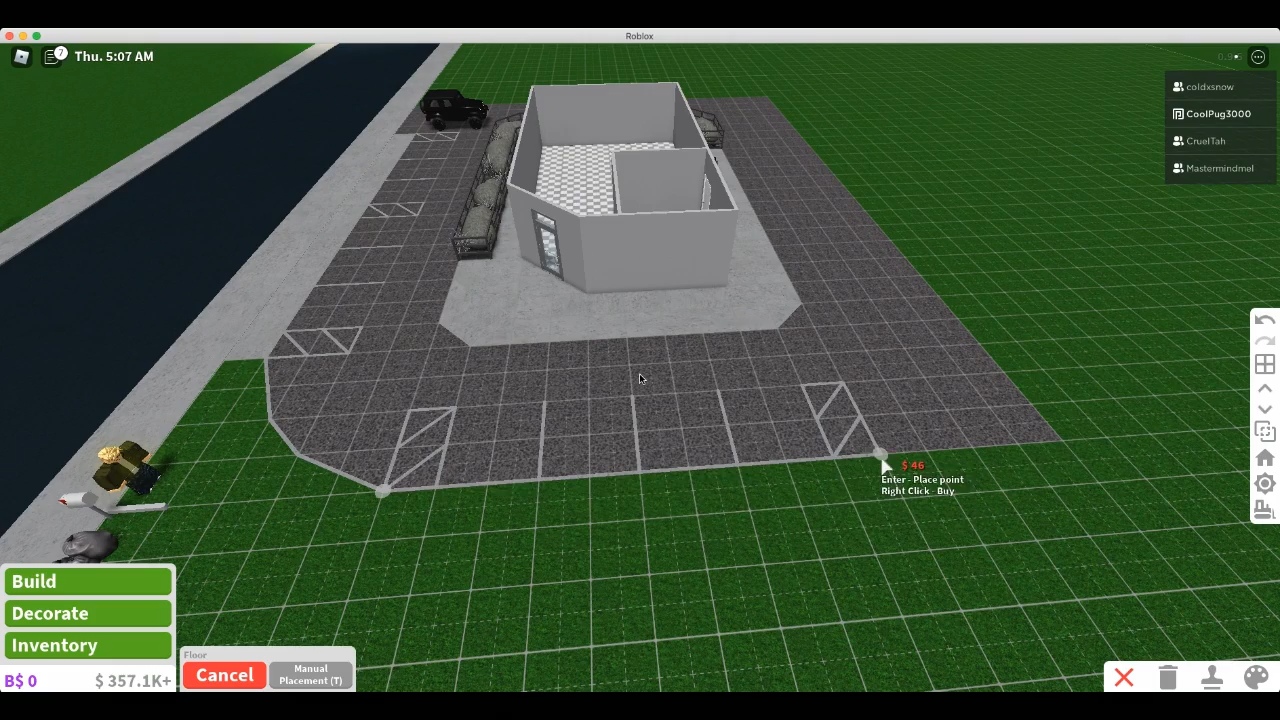 Roblox
7
Thu. 5:07 AM
coldxsnow
CoolPug3000
CruelTah
Mastermindmel
$ 46
Enter - Place point
Right Click - Buy
Build
Decorate
Inventory
B$ 0
$ 357.1K+
Floor
Cancel
Manual
Placement (T)